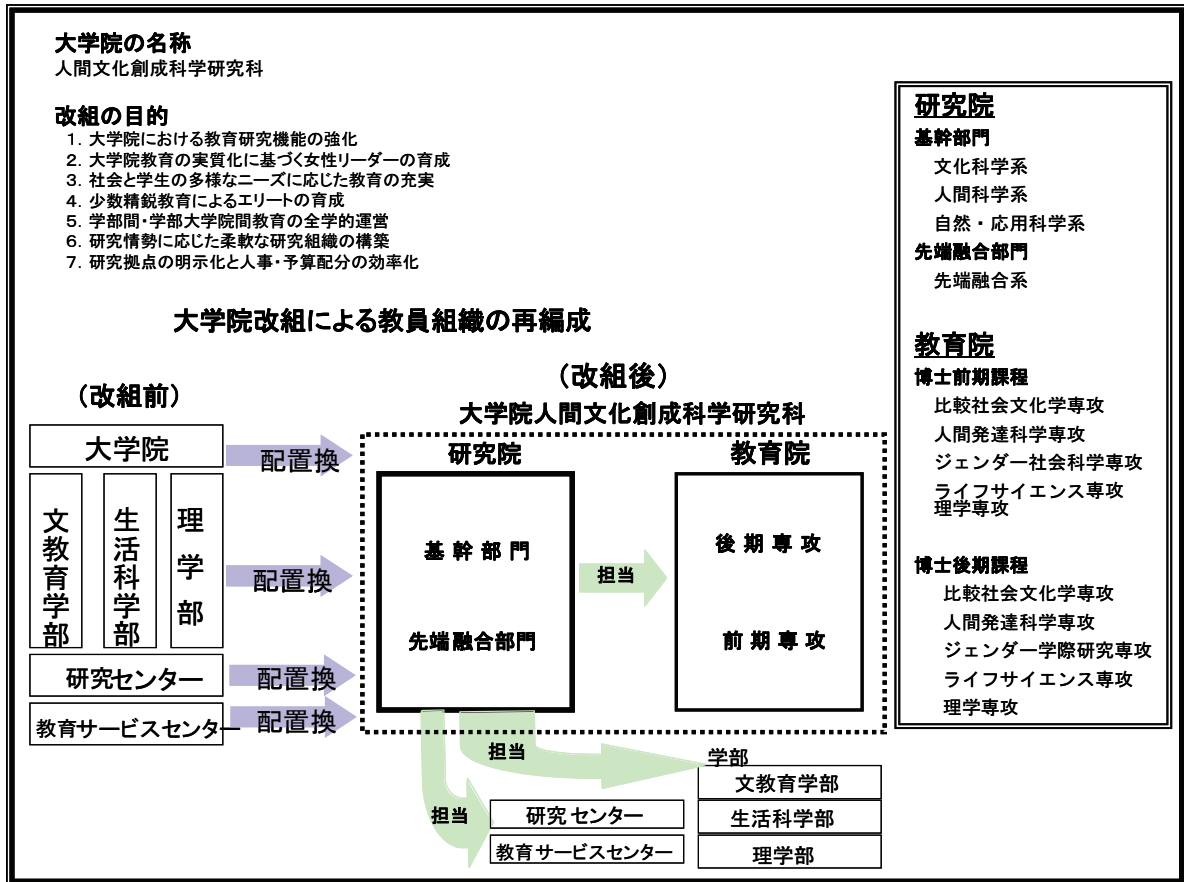 大学院の名称
人間文化創成科学研究科
改組の目的
1．大学院における教育研究機能の強化
2．大学院教育の実質化に基づく女性リーダーの育成
3．社会と学生の多様なニーズに応じた教育の充実
4．少数精鋭教育によるエリートの育成
5．学部間・学部大学院間教育の全学的運営
6．研究情勢に応じた柔軟な研究組織の構築
7．研究拠点の明示化と人事・予算配分の効率化
大学院改組による教員組織の再編成
（改組前）
大学院
文教育学部
生活科学部
理学部
研究センター
教育サービスセンター
配置換
配置換
配置換
配置換
（改組後）
大学院人間文化創成科学研究科
研究院
基幹部門
先端融合部門
担当
教育院
後期専攻
前期専攻
担当
担当
研究センター
教育サービスセンター
学部
文教育学部
生活科学部
理学部
研究院
基幹部門
文化科学系
人間科学系
自然・応用科学系
先端融合部門
先端融合系
教育院
博士前期課程
比較社会文化学専攻
人間発達科学専攻
ジェンダー社会科学専攻
ライフサイエンス専攻
理学専攻
博士後期課程
比較社会文化学専攻
人間発達科学専攻
ジェンダー学際研究専攻
ライフサイエンス専攻
理学専攻